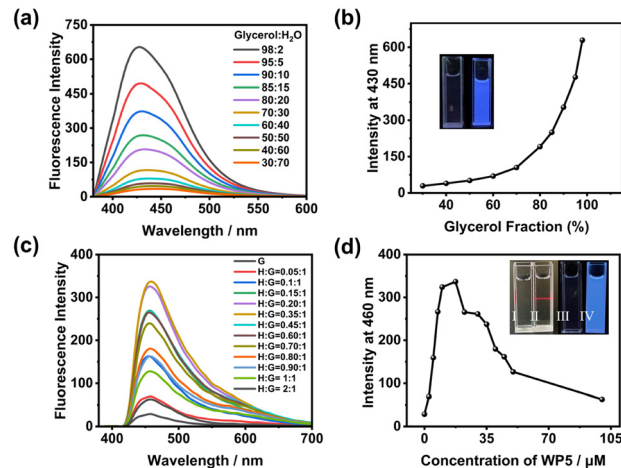 (a)
Fluorescence Intensity
750
600
450
300
150
0
400 450 500 550 600
Wavelength / nm
Glycerol:H₂O
98:2
95:5
90:10
85:15
80:20
70:30
60:40
50:50
40:60
30:70
(b)
Intensity at 430 nm
675
450
225
0
40 60 80 100
Glycerol Fraction (%)
(c)
Fluorescence Intensity
400
300
200
100
0
400 500 600 700
Wavelength / nm
G
H:G=0.05:1
H:G=0.1:1
H:G=0.15:1
H:G=0.20:1
H:G=0.35:1
H:G=0.45:1
H:G=0.60:1
H:G=0.70:1
H:G=0.80:1
H:G=0.90:1
H:G= 1:1
H:G= 2:1
(d)
Intensity at 460 nm
400
300
200
100
0
0 35 70 105
Concentration of WP5 / μM
I II III IV